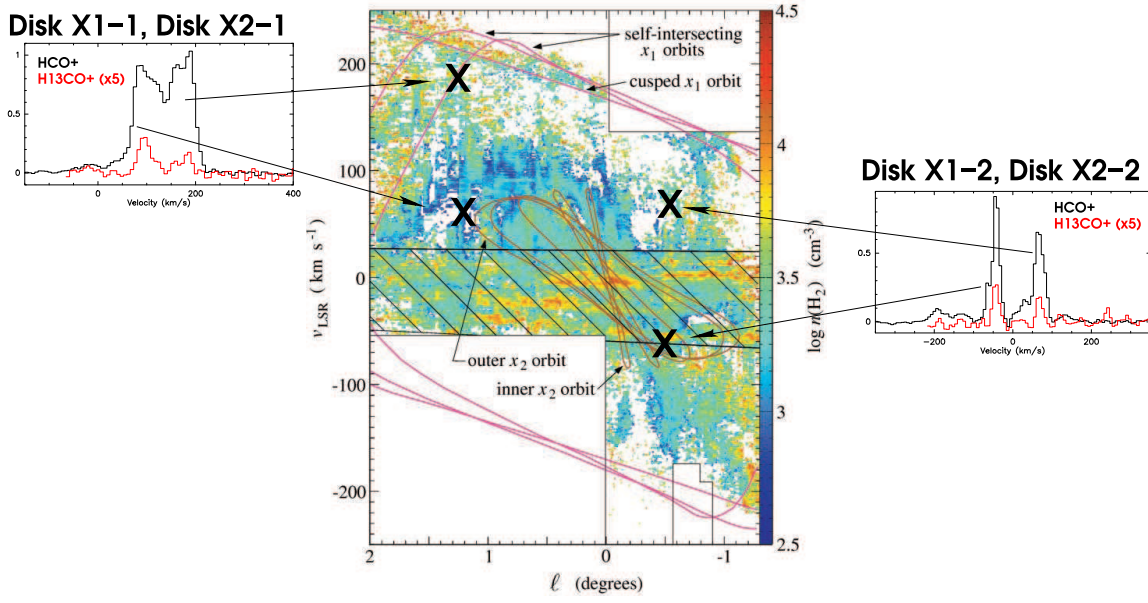 Disk X1-1, Disk X2-1
HCO+
H13CO+ (x5)
1
0.5
0
0
200
400
Velocity (km/s)
200
100
0
-100
-200
v_LSR ( km s⁻¹)
2
1
0
-1
ℓ (degrees)
self-intersecting
x₁ orbits
cusped x₁ orbit
X
X
X
X
outer x₂ orbit
inner x₂ orbit
4.5
4
3.5
3
2.5
log n(H₂) (cm⁻³)
Disk X1-2, Disk X2-2
HCO+
H13CO+ (x5)
0.5
0
-200
0
200
Velocity (km/s)